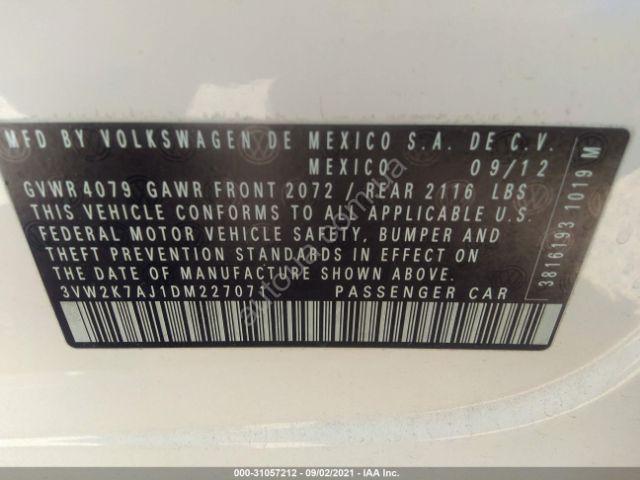 MFD BY VOLKSWAGEN DE MEXICO S.A. DE C.V.
MEXICO 09/12
GVWR 4079 GAWR FRONT 2072 / REAR 2116 LBS
THIS VEHICLE CONFORMS TO ALL APPLICABLE U.S.
FEDERAL MOTOR VEHICLE SAFETY, BUMPER AND
THEFT PREVENTION STANDARDS IN EFFECT ON
THE DATE OF MANUFACTURE SHOWN ABOVE.
3VW2K7AJ1DM227071 PASSENGER CAR
3816193 1019 M
000-31057212 - 09/02/2021 - IAA Inc.